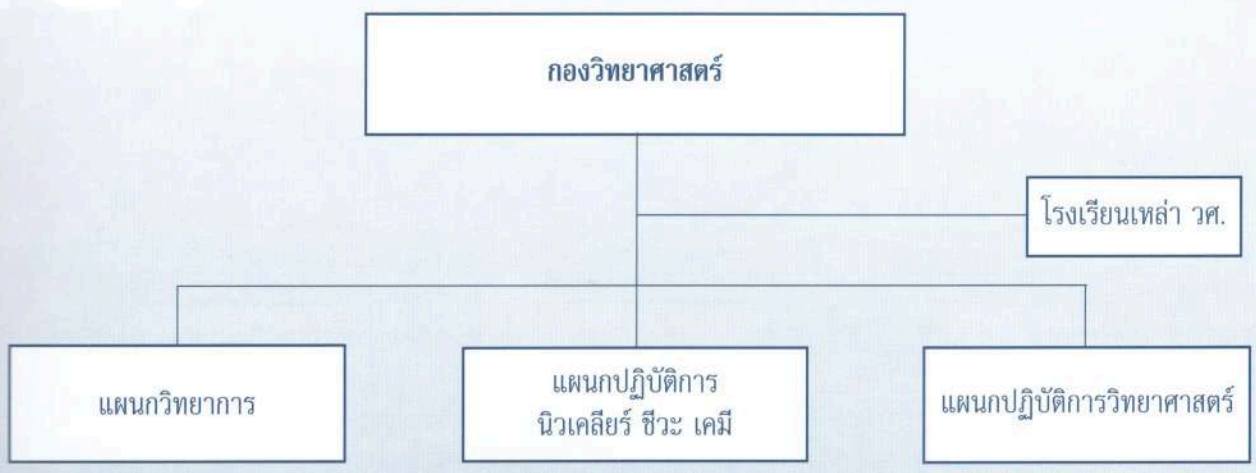 กองวิทยาศาสตร์
โรงเรียนเหล่า วศ.
แผนกวิทยาการ
แผนกปฏิบัติการ
นิวเคลียร์ ชีวะ เคมี
แผนกปฏิบัติการวิทยาศาสตร์